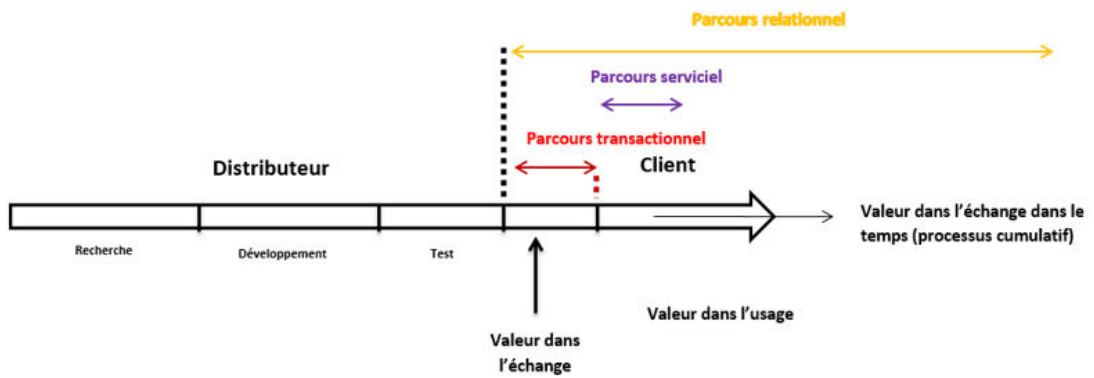 Parcours relationnel
Parcours serviciel
Parcours transactionnel
Distributeur
Client
Valeur dans l'échange dans le
temps (processus cumulatif)
Recherche
Développement
Test
Valeur dans l'usage
Valeur dans
l'échange